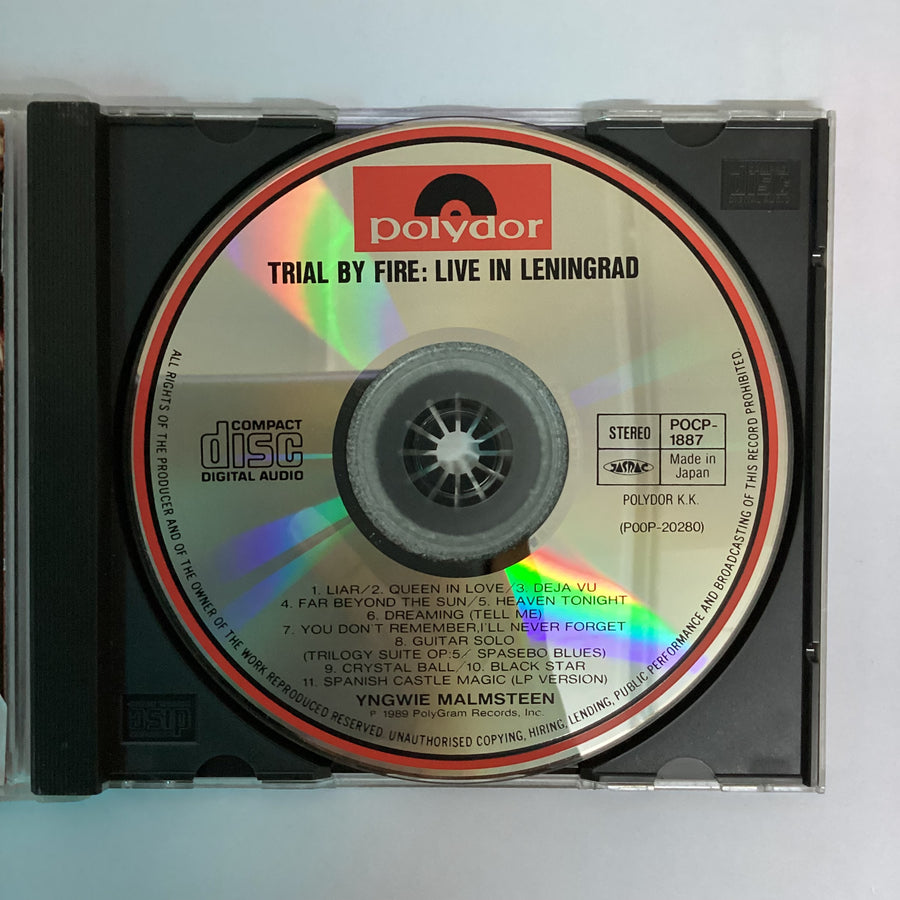 polydor
TRIAL BY FIRE: LIVE IN LENINGRAD
COMPACT
disc
DIGITAL AUDIO
STEREO
POCP-
1887
JASRAC
Made in
Japan
POLYDOR K.K.
(POOP-20280)
1. LIAR/2. QUEEN IN LOVE/3. DEJA VU
4. FAR BEYOND THE SUN/5. HEAVEN TONIGHT
6. DREAMING (TELL ME)
7. YOU DON'T REMEMBER,I'LL NEVER FORGET
8. GUITAR SOLO
(TRILOGY SUITE OP:5/ SPASEBO BLUES)
9. CRYSTAL BALL/10. BLACK STAR
11. SPANISH CASTLE MAGIC (LP VERSION)
YNGWIE MALMSTEEN
℗ 1989 PolyGram Records, Inc.
ALL RIGHTS OF THE PRODUCER AND OF THE OWNER OF THE WORK REPRODUCED RESERVED. UNAUTHORISED COPYING, HIRING, LENDING, PUBLIC PERFORMANCE AND BROADCASTING OF THIS RECORD PROHIBITED.
disc
DIGITAL AUDIO
disc